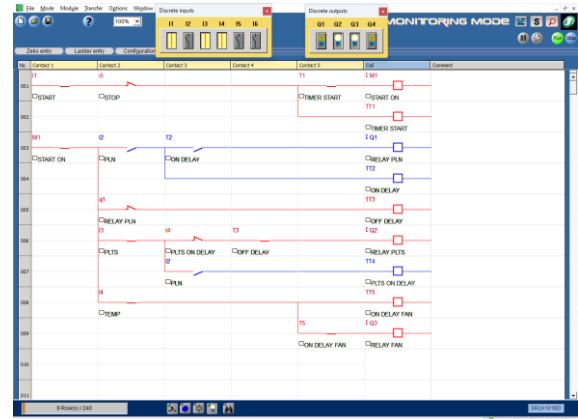 File Mode Module Transfer Options Window
Discrete inputs
I1 I2 I3 I4 I5 I6
Discrete outputs
Q1 Q2 Q3 Q4
MONITORING MODE
100%
Zelio entry Ladder entry Configuration
No Contact 1 Contact 2 Contact 3 Contact 4 Contact 5 Coil Comment
001 I1 i5 T1 [ M1
START STOP TIMER START START ON
002 TT1
TIMER START
003 M1 I2 T2 [ Q1
START ON PLN ON DELAY RELAY PLN
004 TT2
ON DELAY
005 q1 TT3
RELAY PLN OFF DELAY
006 I3 t4 T3 [ Q2
PLTS PLTS ON DELAY OFF DELAY RELAY PLTS
007 I2 TT4
PLN PLTS ON DELAY
008 I4 TT5
TEMP ON DELAY FAN
009 T5 [ Q3
ON DELAY FAN RELAY FAN
010
011
9 Row(s) / 240
SR2A101BD